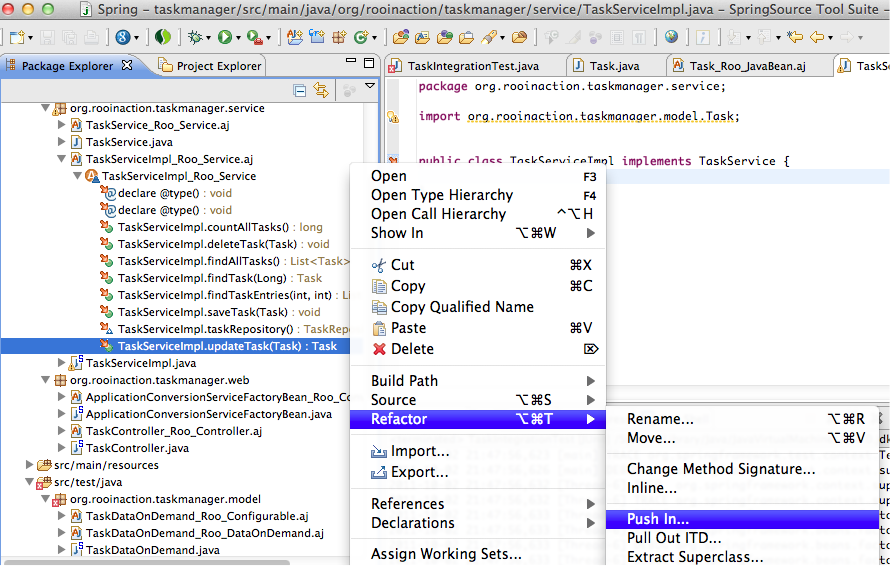 Spring - taskmanager/src/main/java/org/rooinaction/taskmanager/service/TaskServiceImpl.java - SpringSource Tool Suite -
Package Explorer
Project Explorer
TaskIntegrationTest.java
Task.java
Task_Roo_JavaBean.aj
TaskS
org.rooinaction.taskmanager.service
TaskService_Roo_Service.aj
TaskService.java
TaskServiceImpl_Roo_Service.aj
TaskServiceImpl_Roo_Service
declare @type() : void
declare @type() : void
TaskServiceImpl.countAllTasks() : long
TaskServiceImpl.deleteTask(Task) : void
TaskServiceImpl.findAllTasks() : List<Task>
TaskServiceImpl.findTask(Long) : Task
TaskServiceImpl.findTaskEntries(int, int) : Li
TaskServiceImpl.saveTask(Task) : void
TaskServiceImpl.taskRepository() : TaskRepo
TaskServiceImpl.updateTask(Task) : Task
TaskServiceImpl.java
org.rooinaction.taskmanager.web
ApplicationConversionServiceFactoryBean_Roo_Co
ApplicationConversionServiceFactoryBean.java
TaskController_Roo_Controller.aj
TaskController.java
src/main/resources
src/test/java
org.rooinaction.taskmanager.model
TaskDataOnDemand_Roo_Configurable.aj
TaskDataOnDemand_Roo_DataOnDemand.aj
TaskDataOnDemand.java
package org.rooinaction.taskmanager.service;
import org.rooinaction.taskmanager.model.Task;
public class TaskServiceImpl implements TaskService {
Open F3
Open Type Hierarchy F4
Open Call Hierarchy ^⌥H
Show In ⌥⌘W
Cut ⌘X
Copy ⌘C
Copy Qualified Name
Paste ⌘V
Delete ⌦
Build Path
Source ⌥⌘S
Refactor ⌥⌘T
Import...
Export...
References
Declarations
Assign Working Sets...
Rename... ⌥⌘R
Move... ⌥⌘V
Change Method Signature...
Inline...
Push In...
Pull Out ITD...
Extract Superclass...